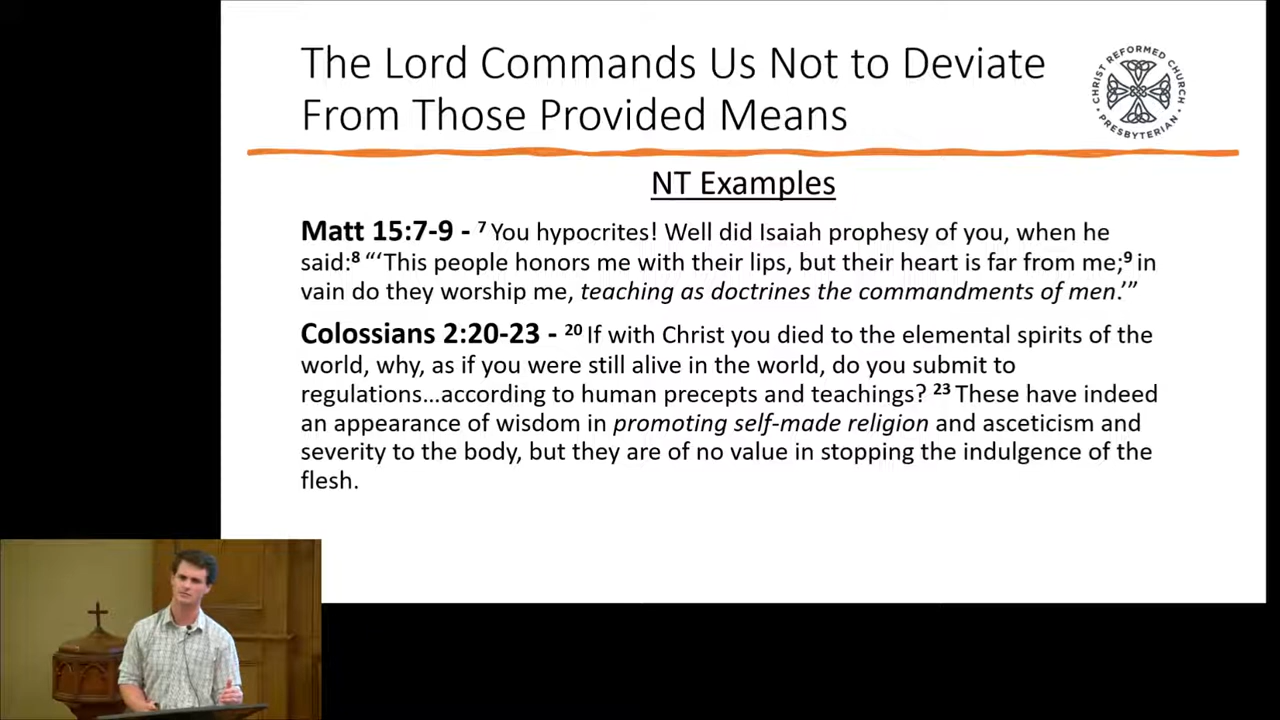 The Lord Commands Us Not to Deviate
From Those Provided Means
CHRIST REFORMED CHURCH
• PRESBYTERIAN •
NT Examples
Matt 15:7-9 - ⁷ You hypocrites! Well did Isaiah prophesy of you, when he
said:⁸ “‘This people honors me with their lips, but their heart is far from me;⁹ in
vain do they worship me, teaching as doctrines the commandments of men.’”
Colossians 2:20-23 - ²⁰ If with Christ you died to the elemental spirits of the
world, why, as if you were still alive in the world, do you submit to
regulations…according to human precepts and teachings? ²³ These have indeed
an appearance of wisdom in promoting self-made religion and asceticism and
severity to the body, but they are of no value in stopping the indulgence of the
flesh.